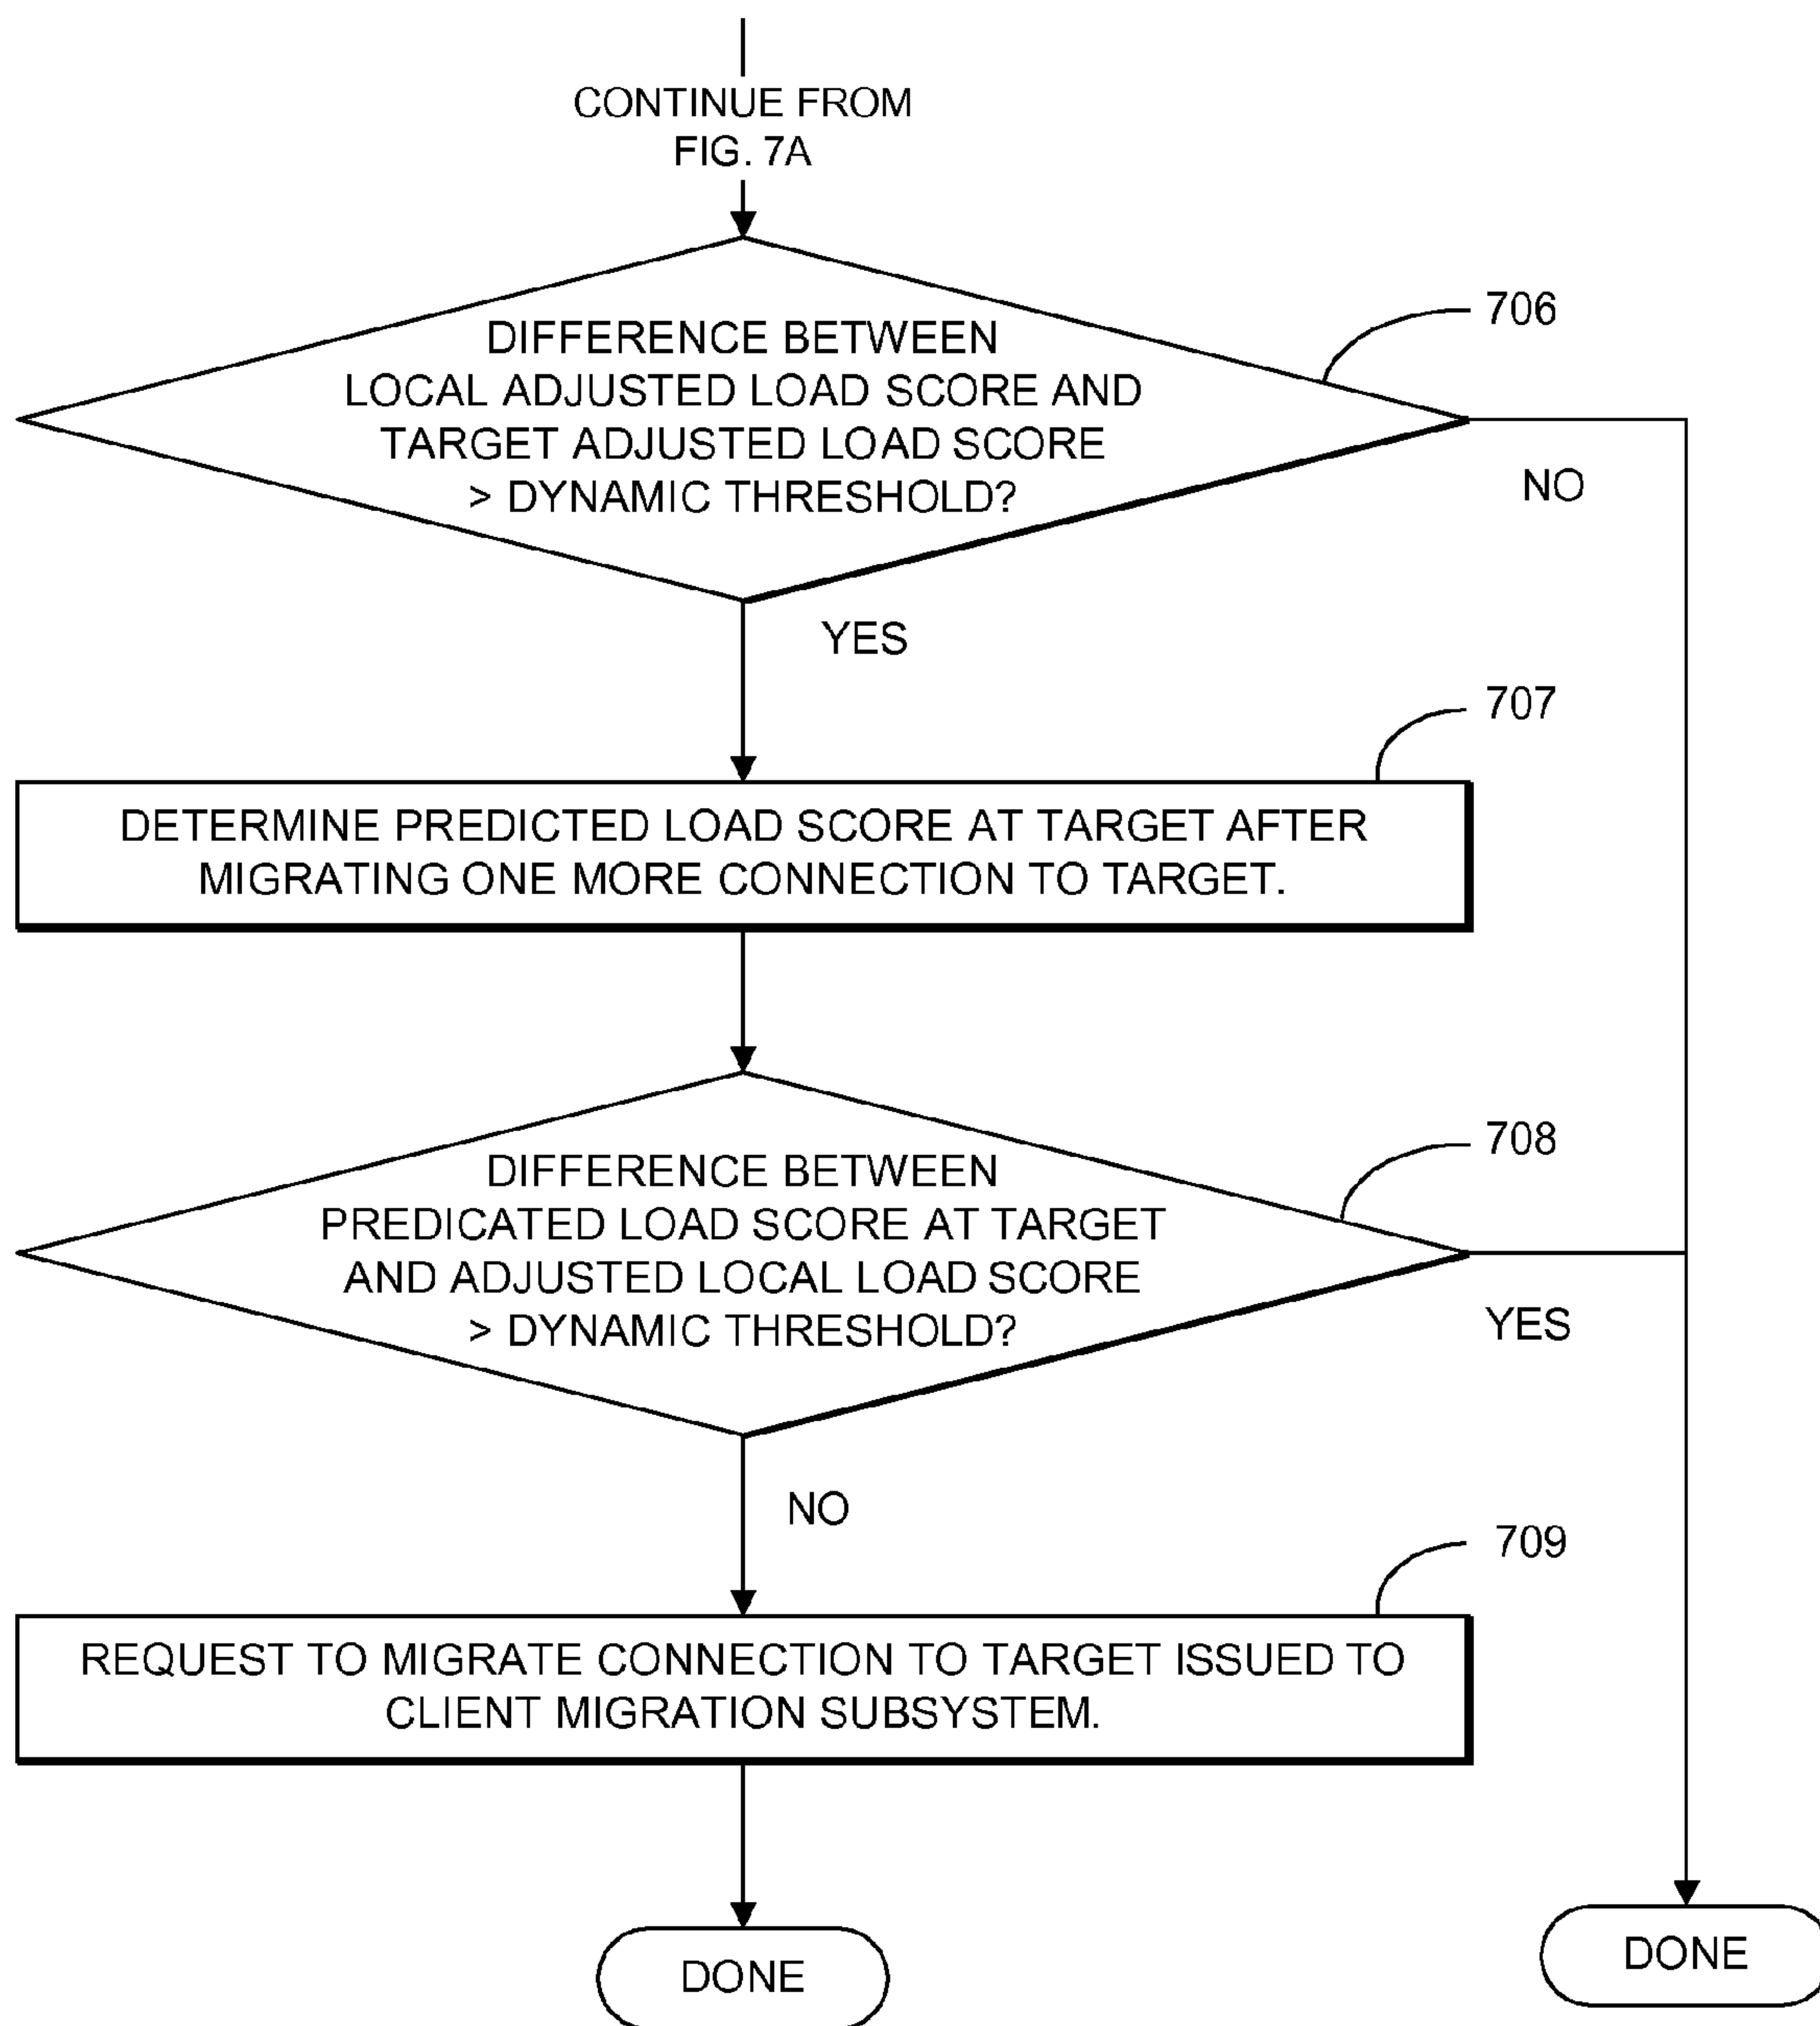 CONTINUE FROM
FIG. 7A
706
DIFFERENCE BETWEEN
LOCAL ADJUSTED LOAD SCORE AND
TARGET ADJUSTED LOAD SCORE
> DYNAMIC THRESHOLD?
NO
YES
707
DETERMINE PREDICTED LOAD SCORE AT TARGET AFTER
MIGRATING ONE MORE CONNECTION TO TARGET.
708
DIFFERENCE BETWEEN
PREDICATED LOAD SCORE AT TARGET
AND ADJUSTED LOCAL LOAD SCORE
> DYNAMIC THRESHOLD?
YES
NO
709
REQUEST TO MIGRATE CONNECTION TO TARGET ISSUED TO
CLIENT MIGRATION SUBSYSTEM.
DONE
DONE